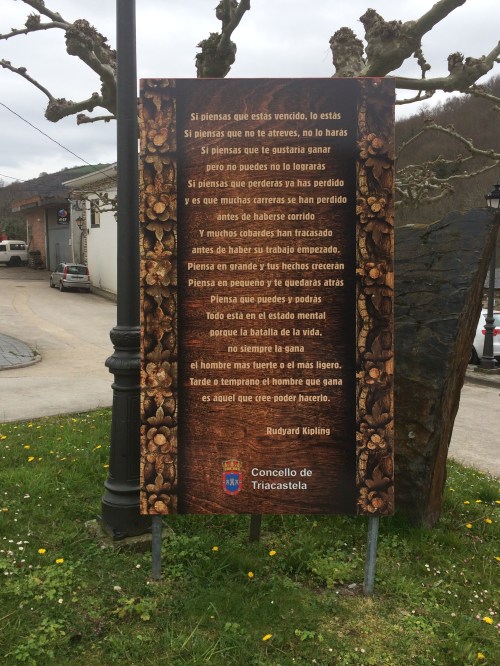 Si piensas que estás vencido, lo estás
Si piensas que no te atreves, no lo harás
Si piensas que te gustaría ganar
pero no puedes no lo lograrás
Si piensas que perderas ya has perdido
y es que muchas carreras se han perdido
antes de haberse corrido
Y muchos cobardes han fracasado
antes de haber su trabajo empezado.
Piensa en grande y tus hechos crecerán
Piensa en pequeño y te quedarás atrás
Piensa que puedes y podrás
Todo está en el estado mental
porque la batalla de la vida,
no siempre la gana
el hombre mas fuerte o el más ligero.
Tarde o temprano el hombre que gana
es aquel que cree poder hacerlo.
Rudyard Kipling
Concello de
Triacastela